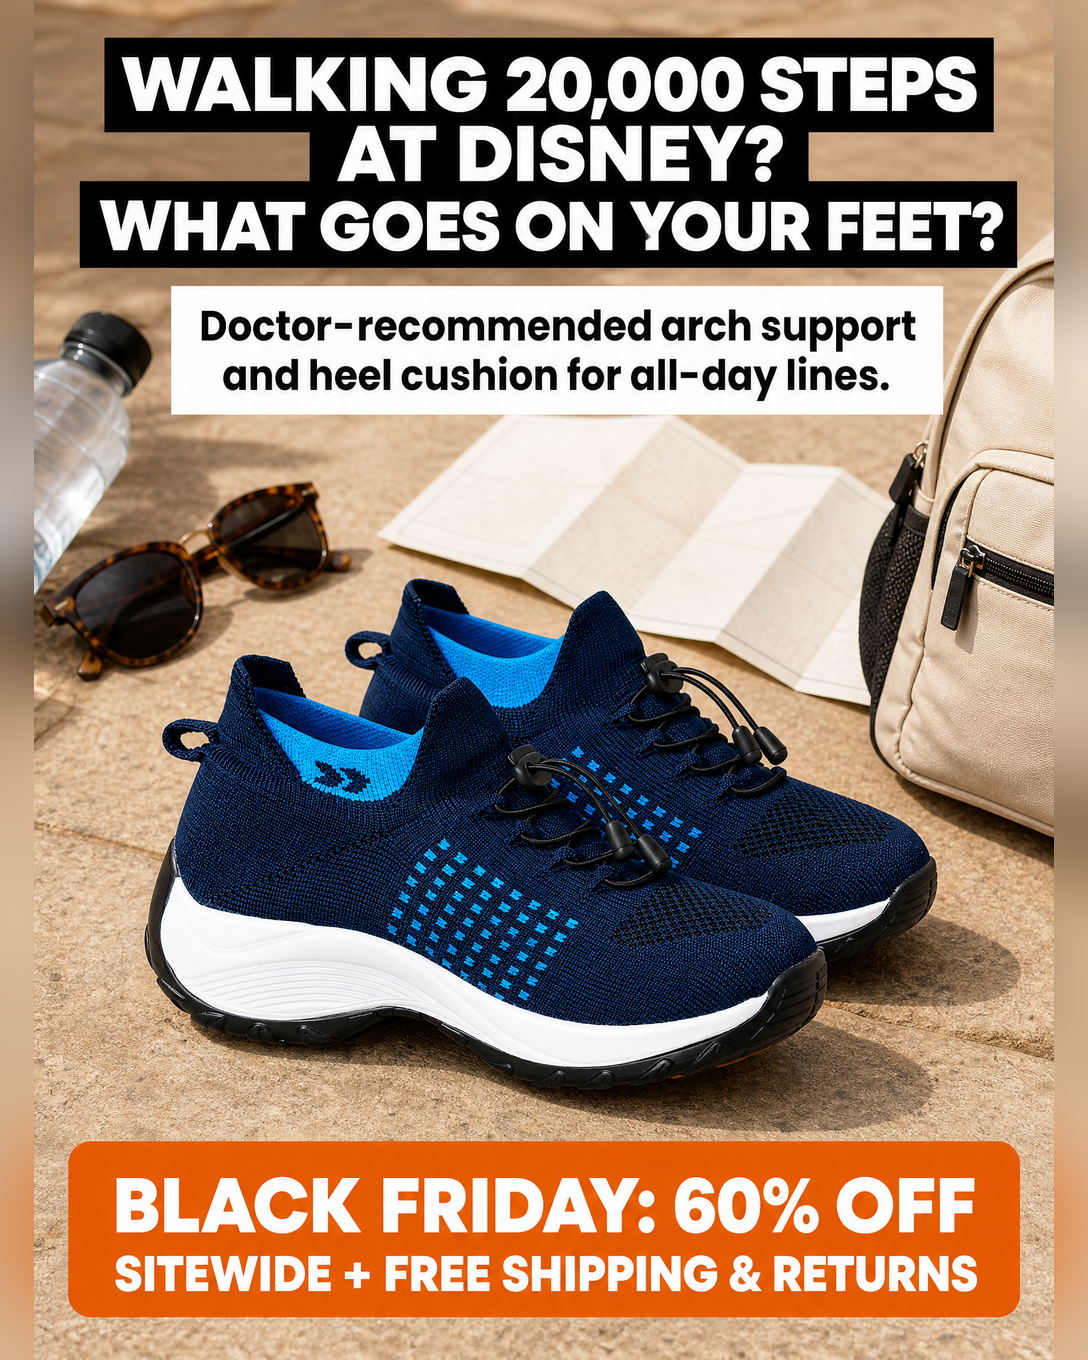 WALKING 20,000 STEPS
AT DISNEY?
WHAT GOES ON YOUR FEET?
Doctor-recommended arch support
and heel cushion for all-day lines.
BLACK FRIDAY: 60% OFF
SITEWIDE + FREE SHIPPING & RETURNS